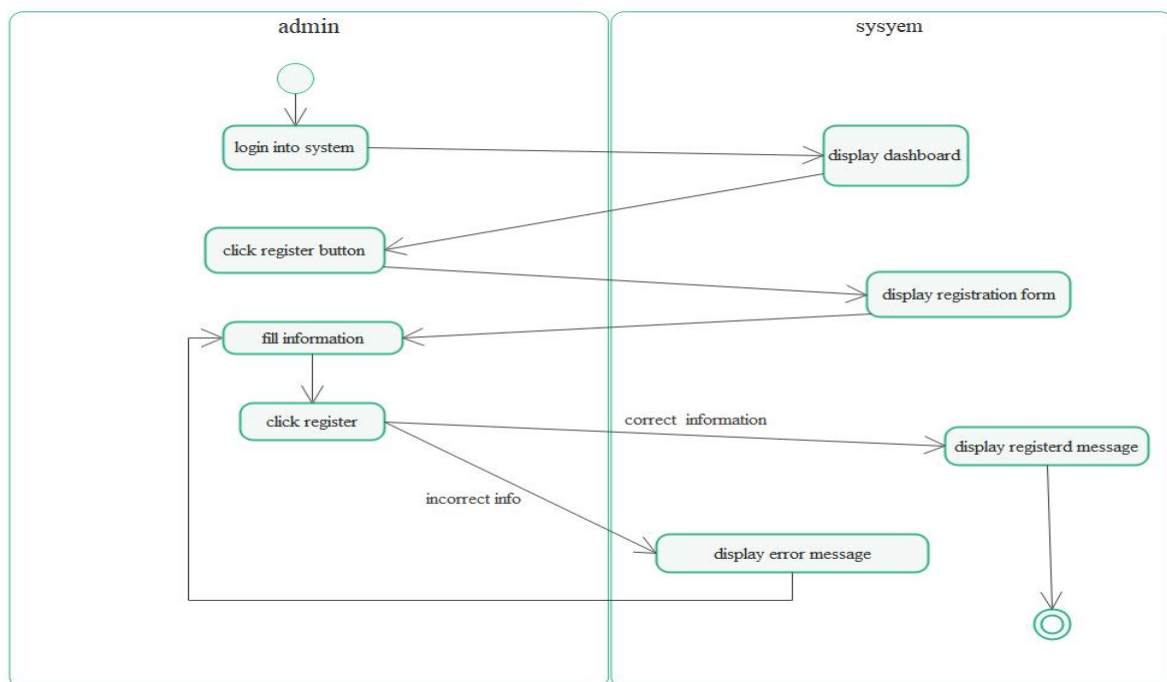 admin
sysyem
login into system
display dashboard
click register button
display registration form
fill information
click register
correct information
display registerd message
incorrect info
display error message